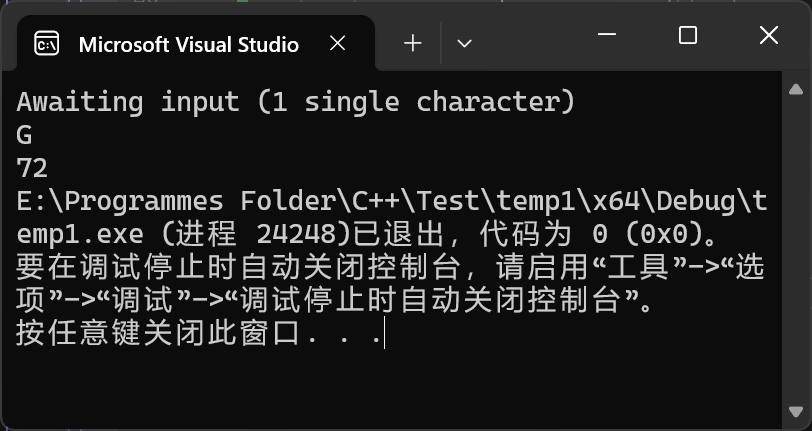 Microsoft Visual Studio
Awaiting input (1 single character)
G
72
E:\Programmes Folder\C++\Test\temp1\x64\Debug\t
emp1.exe (进程 24248)已退出，代码为 0 (0x0)。
要在调试停止时自动关闭控制台，请启用“工具”->“选
项”->“调试”->“调试停止时自动关闭控制台”。
按任意键关闭此窗口. . .